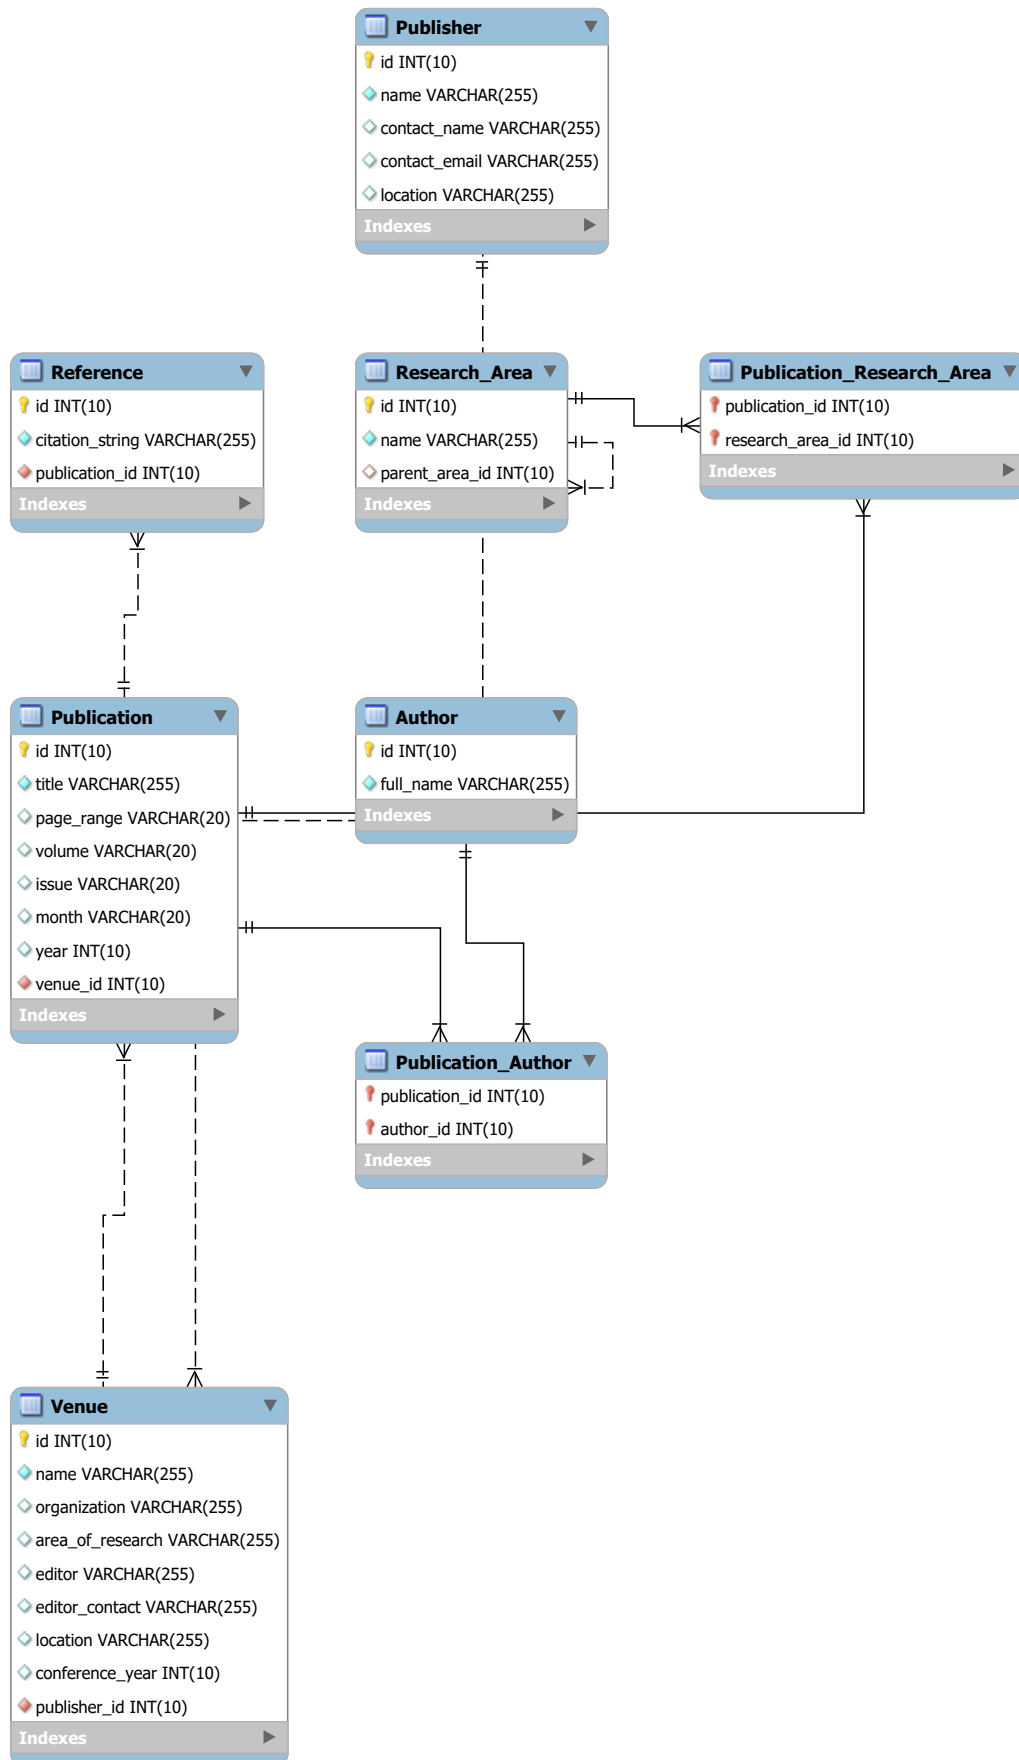 Publisher
id INT(10)
name VARCHAR(255)
contact_name VARCHAR(255)
contact_email VARCHAR(255)
location VARCHAR(255)
Indexes
Reference
id INT(10)
citation_string VARCHAR(255)
publication_id INT(10)
Indexes
Research_Area
id INT(10)
name VARCHAR(255)
parent_area_id INT(10)
Indexes
Publication_Research_Area
publication_id INT(10)
research_area_id INT(10)
Indexes
Publication
id INT(10)
title VARCHAR(255)
page_range VARCHAR(20)
volume VARCHAR(20)
issue VARCHAR(20)
month VARCHAR(20)
year INT(10)
venue_id INT(10)
Indexes
Author
id INT(10)
full_name VARCHAR(255)
Indexes
Publication_Author
publication_id INT(10)
author_id INT(10)
Indexes
Venue
id INT(10)
name VARCHAR(255)
organization VARCHAR(255)
area_of_research VARCHAR(255)
editor VARCHAR(255)
editor_contact VARCHAR(255)
location VARCHAR(255)
conference_year INT(10)
publisher_id INT(10)
Indexes